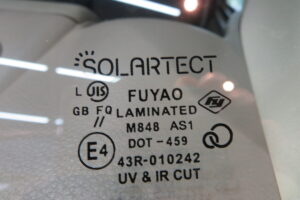 SOLARTECT
L JIS FUYAO
GB FQ LAMINATED
// M848 AS1
DOT-459
E4 43R-010242
UV & IR CUT